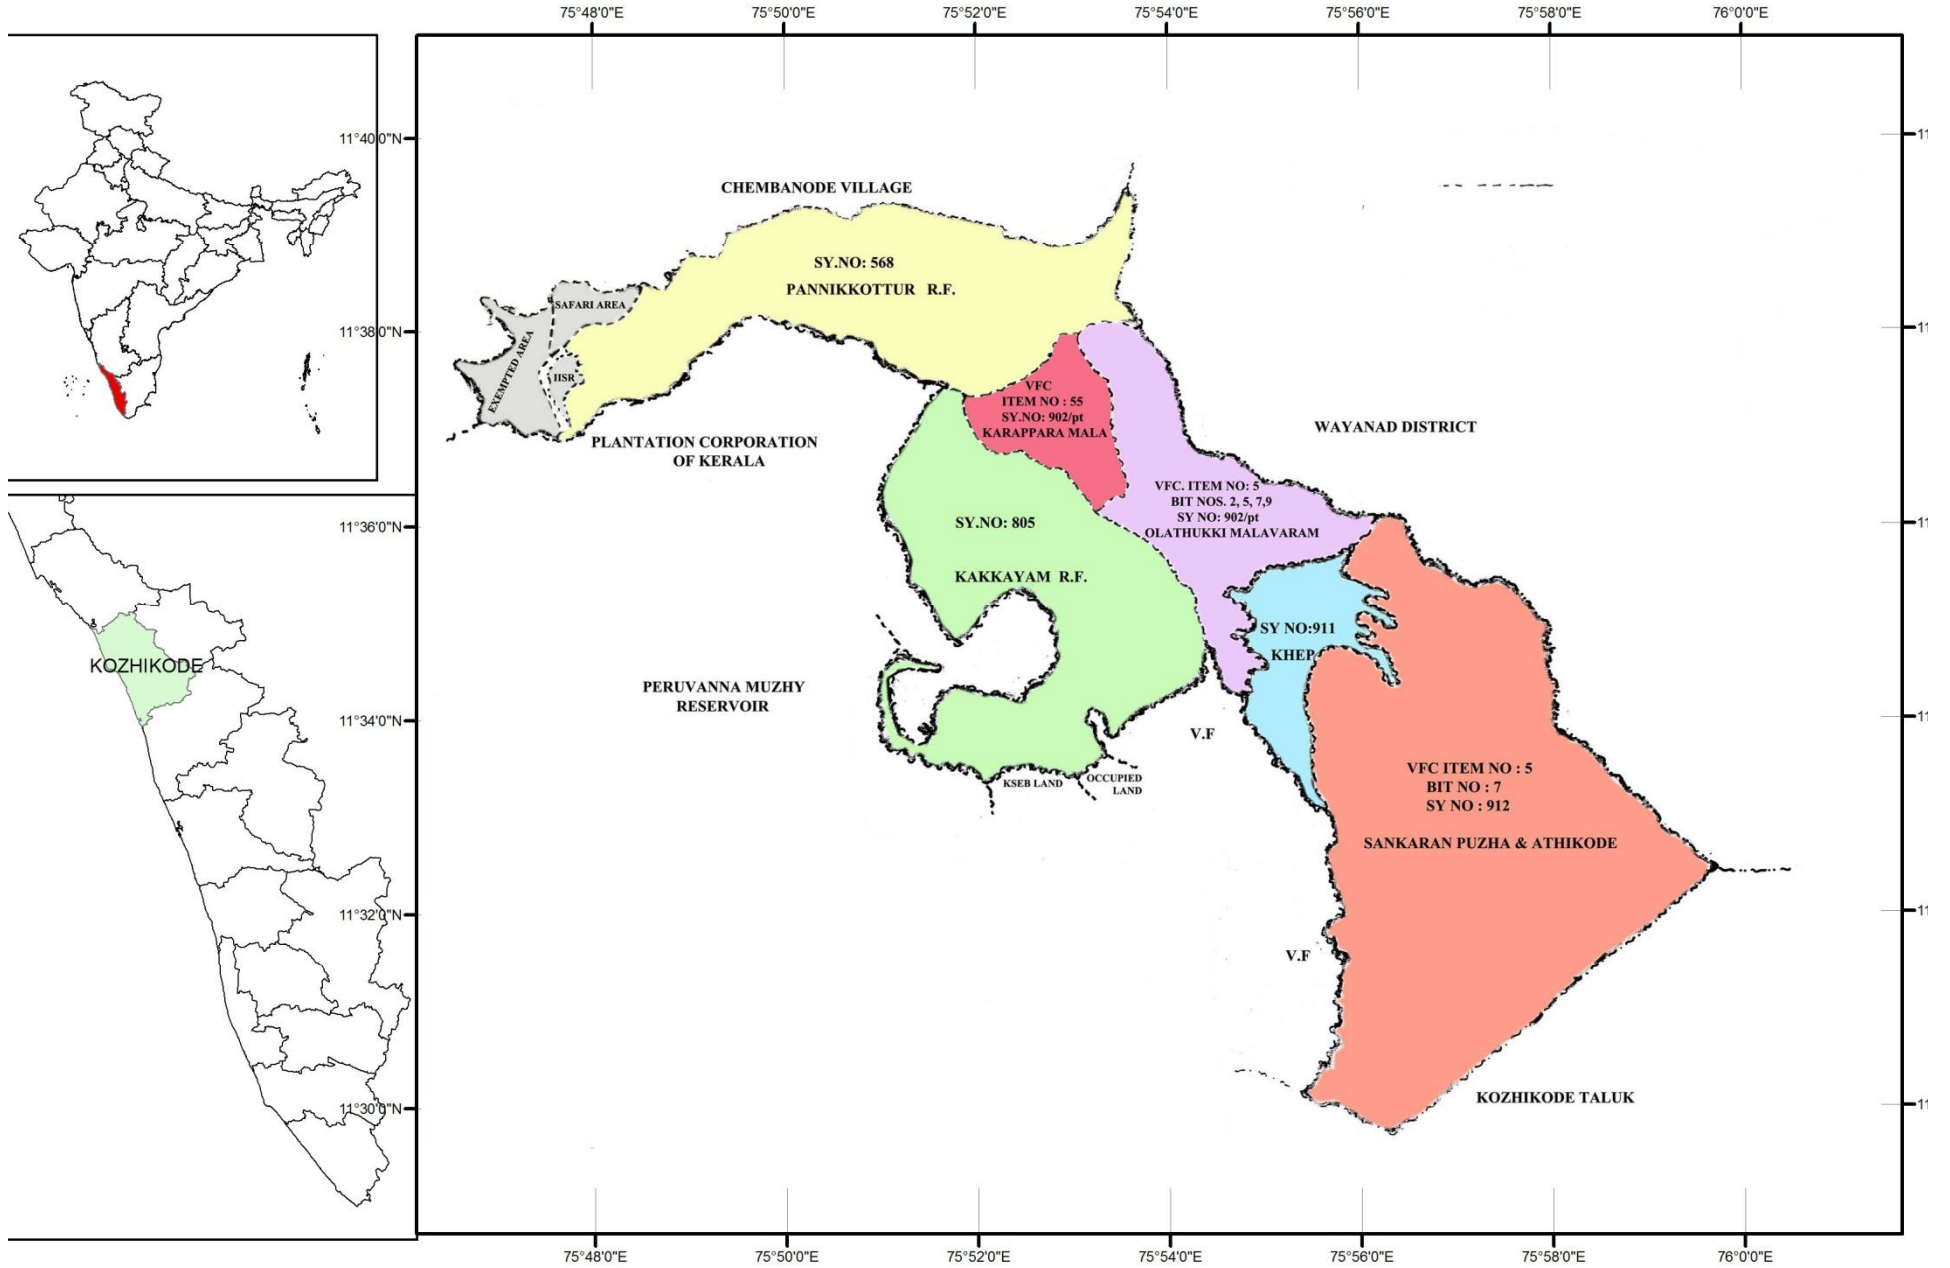 75°48'0"E
75°50'0"E
75°52'0"E
75°54'0"E
75°56'0"E
75°58'0"E
76°0'0"E
11°40'0"N
11
CHEMBANODE VILLAGE
SY.NO: 568
PANNIKKOTTUR R.F.
SAFARI AREA
11°38'0"N
11
EXEMPTED AREA
IISR
VFC
ITEM NO : 55
SY.NO: 902/pt
KARAPPARA MALA
WAYANAD DISTRICT
PLANTATION CORPORATION
OF KERALA
VFC. ITEM NO: 5
BIT NOS. 2, 5, 7,9
SY NO: 902/pt
OLATHUKKI MALAVARAM
11°36'0"N
11
SY.NO: 805
KAKKAYAM R.F.
SY NO:911
KHEP
KOZHIKODE
PERUVANNA MUZHY
RESERVOIR
11°34'0"N
11
V.F
KSEB LAND
OCCUPIED
LAND
VFC ITEM NO : 5
BIT NO : 7
SY NO : 912
SANKARAN PUZHA & ATHIKODE
11°32'0"N
11
V.F
11°30'0"N
11
KOZHIKODE TALUK
75°48'0"E
75°50'0"E
75°52'0"E
75°54'0"E
75°56'0"E
75°58'0"E
76°0'0"E